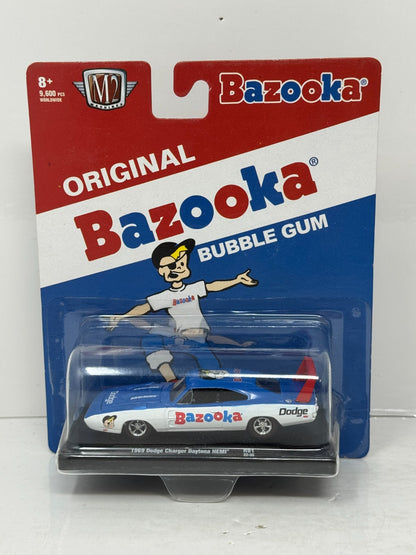 8+
9,600 PCS
WORLDWIDE
M2
MACHINES
Bazooka®
ORIGINAL
Bazooka®
BUBBLE GUM
Bazooka
Bazooka
Dodge
1969 Dodge Charger Daytona HEMI®